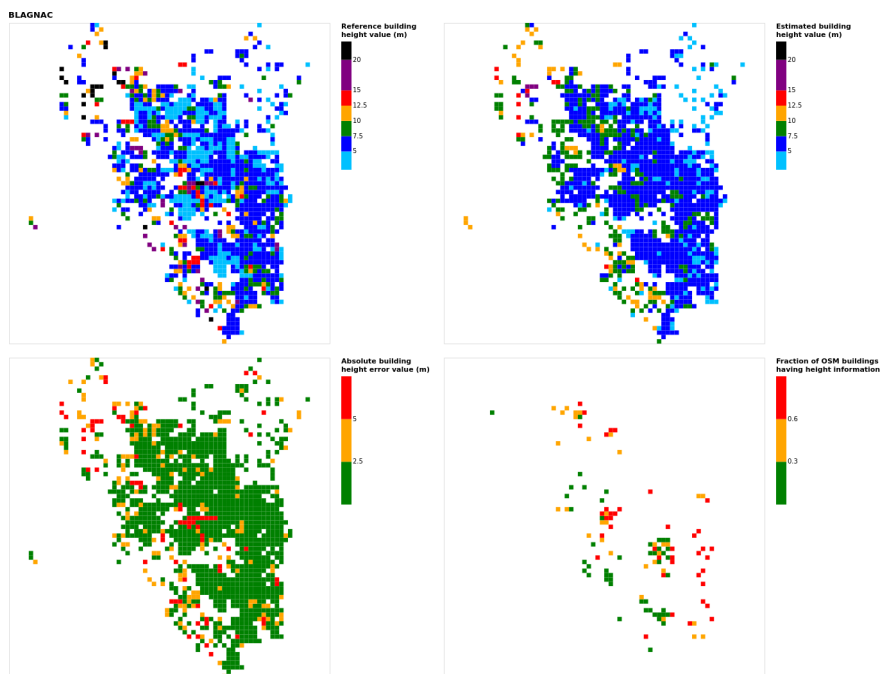 BLAGNAC
Reference building
height value (m)
20
15
12.5
10
7.5
5
Estimated building
height value (m)
20
15
12.5
10
7.5
5
Absolute building
height error value (m)
5
2.5
Fraction of OSM buildings
having height information
0.6
0.3